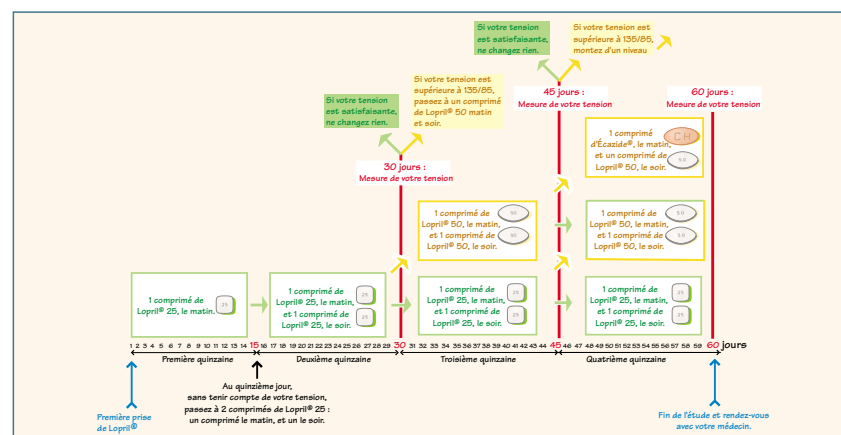 Si votre tension
est satisfaisante,
ne changez rien.
Si votre tension est
supérieure à 135/85,
montez d'un niveau
Si votre tension
est satisfaisante,
ne changez rien.
Si votre tension est
supérieure à 135/85,
passez à un comprimé
de Lopril® 50 matin
et soir.
45 jours :
Mesure de votre tension
60 jours :
Mesure de votre tension
30 jours :
Mesure de votre tension
1 comprimé
d'Écazide®, le matin,
et un comprimé de
Lopril® 50, le soir.
CH
50
1 comprimé de
Lopril® 50, le matin,
et 1 comprimé de
Lopril® 50, le soir.
50
50
1 comprimé de
Lopril® 50, le matin,
et 1 comprimé de
Lopril® 50, le soir.
50
50
1 comprimé de
Lopril® 25, le matin.
25
1 comprimé de
Lopril® 25, le matin,
et 1 comprimé de
Lopril® 25, le soir.
25
25
1 comprimé de
Lopril® 25, le matin,
et 1 comprimé de
Lopril® 25, le soir.
25
25
1 comprimé de
Lopril® 25, le matin,
et 1 comprimé de
Lopril® 25, le soir.
25
25
1 2 3 4 5 6 7 8 9 10 11 12 13 14 15 16 17 18 19 20 21 22 23 24 25 26 27 28 29 30 31 32 33 34 35 36 37 38 39 40 41 42 43 44 45 46 47 48 49 50 51 52 53 54 55 56 57 58 59 60 jours
Première quinzaine
Deuxième quinzaine
Troisième quinzaine
Quatrième quinzaine
Au quinzième jour,
sans tenir compte de votre tension,
passez à 2 comprimés de Lopril® 25 :
un comprimé le matin, et un le soir.
Première prise
de Lopril®
Fin de l'étude et rendez-vous
avec votre médecin.